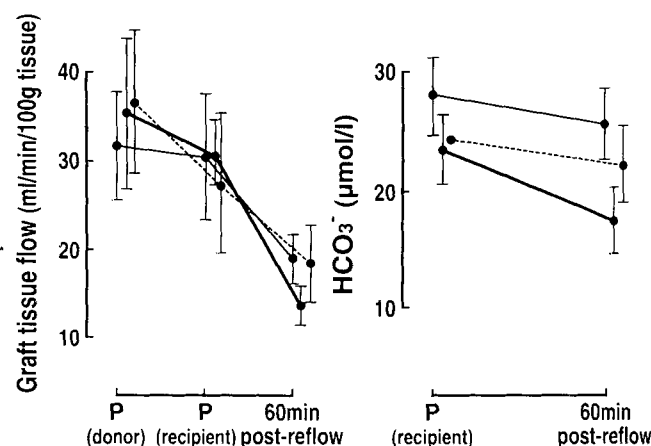 Graft tissue flow (ml/min/100g tissue)
40
30
20
10
P P 60min
(donor) (recipient) post-reflow
HCO3- (μmol/l)
30
20
10
P 60min
(recipient) post-reflow